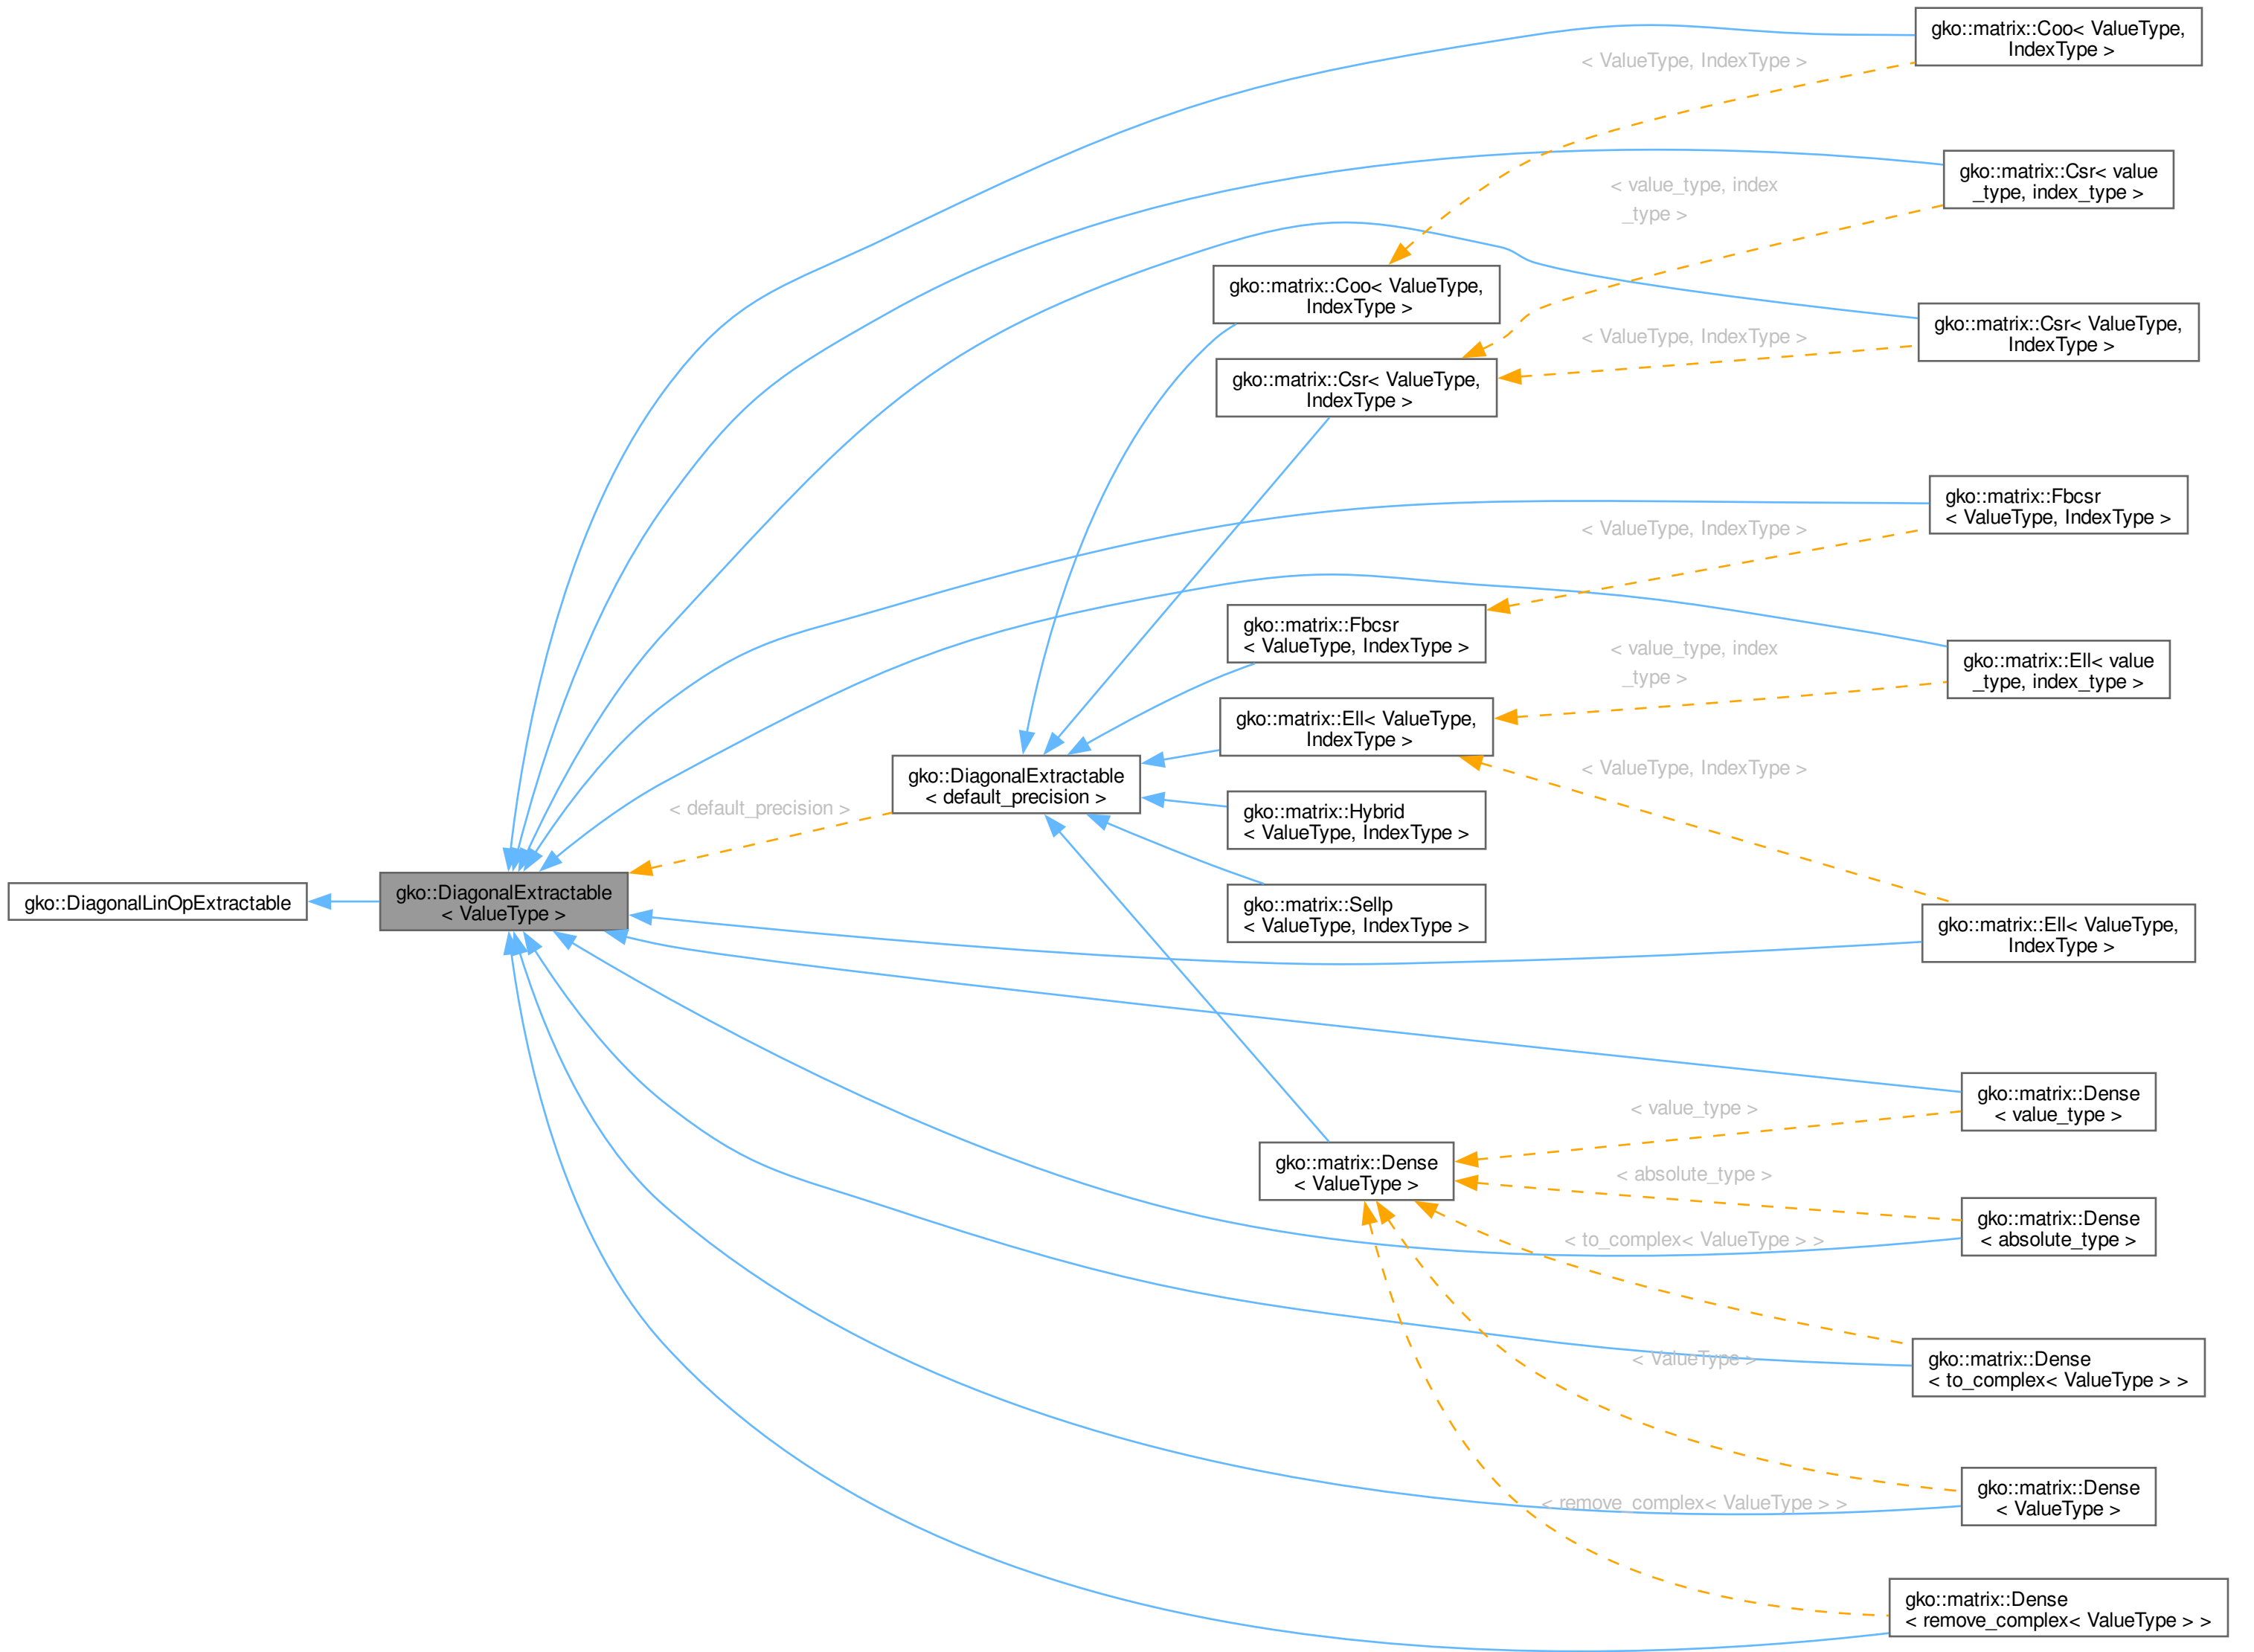 gko::matrix::Coo< ValueType,
IndexType >
< ValueType, IndexType >
gko::matrix::Csr< value
_type, index_type >
< value_type, index
_type >
gko::matrix::Coo< ValueType,
IndexType >
gko::matrix::Csr< ValueType,
IndexType >
< ValueType, IndexType >
gko::matrix::Csr< ValueType,
IndexType >
gko::matrix::Fbcsr
< ValueType, IndexType >
< ValueType, IndexType >
gko::matrix::Fbcsr
< ValueType, IndexType >
< value_type, index
_type >
gko::matrix::Ell< value
_type, index_type >
gko::matrix::Ell< ValueType,
IndexType >
gko::DiagonalExtractable
< default_precision >
< ValueType, IndexType >
< default_precision >
gko::matrix::Hybrid
< ValueType, IndexType >
gko::DiagonalLinOpExtractable
gko::DiagonalExtractable
< ValueType >
gko::matrix::Sellp
< ValueType, IndexType >
gko::matrix::Ell< ValueType,
IndexType >
gko::matrix::Dense
< value_type >
< value_type >
gko::matrix::Dense
< ValueType >
< absolute_type >
gko::matrix::Dense
< absolute_type >
< to_complex< ValueType > >
gko::matrix::Dense
< to_complex< ValueType > >
< ValueType >
gko::matrix::Dense
< ValueType >
< remove_complex< ValueType > >
gko::matrix::Dense
< remove_complex< ValueType > >